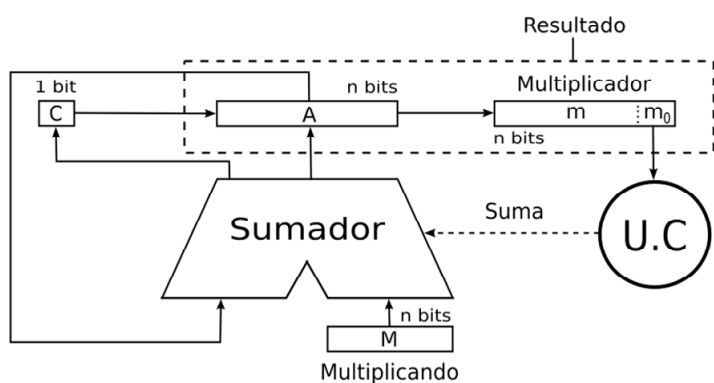 Resultado
1 bit
n bits
Multiplicador
C
A
m
m₀
n bits
Suma
Sumador
U.C
n bits
M
Multiplicando